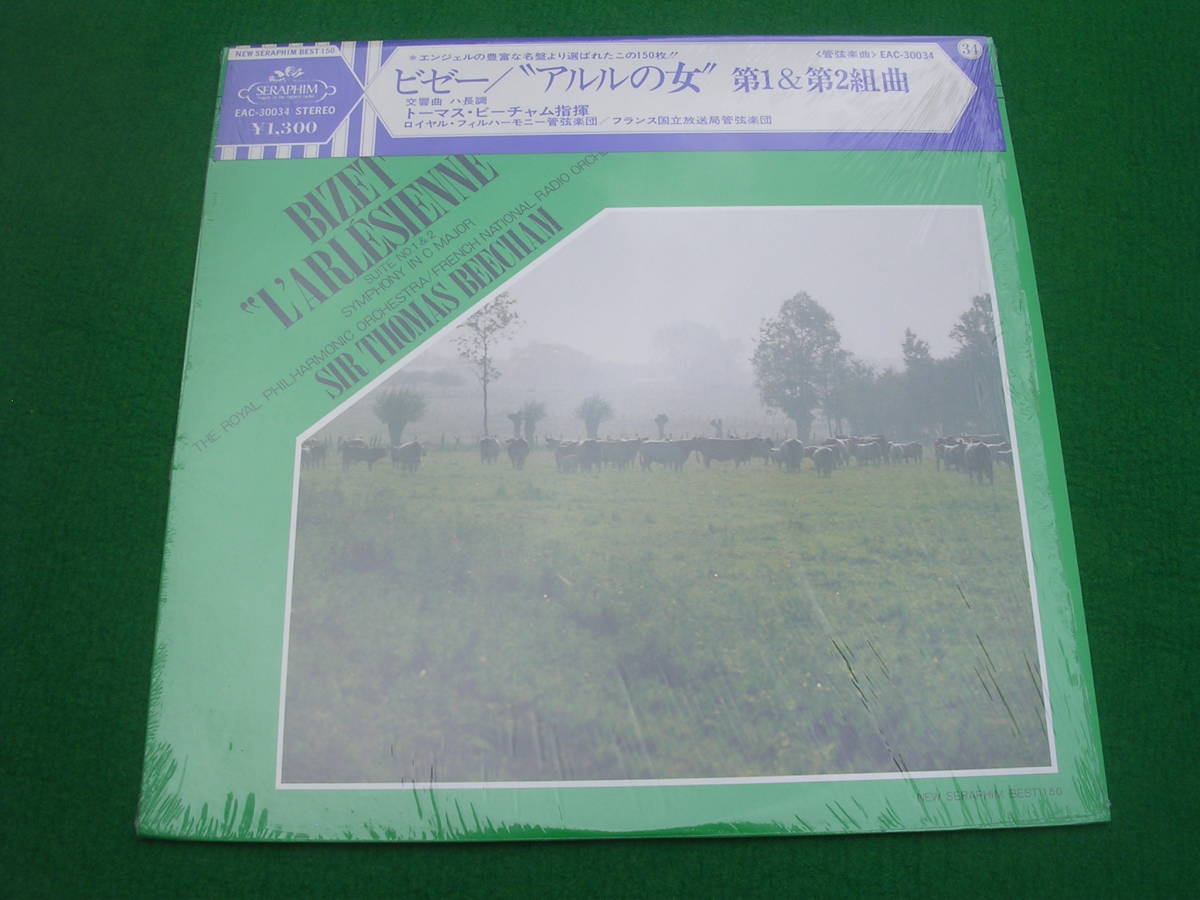 NEW SERAPHIM BEST 150
SERAPHIM
EAC-30034 STEREO
¥1,300
*エンジェルの豊富な名盤より選ばれたこの150枚!!
〈管弦楽曲〉EAC-30034
34
ビゼー/"アルルの女" 第1&第2組曲
交響曲 ハ長調
トーマス・ビーチャム指揮
ロイヤル・フィルハーモニー管弦楽団/フランス国立放送局管弦楽団
BIZET
"L'ARLÉSIENNE
SUITE NO.1 & 2
SYMPHONY IN C MAJOR
THE ROYAL PHILHARMONIC ORCHESTRA/FRENCH NATIONAL RADIO ORCHE
SIR THOMAS BEECHAM
NEW SERAPHIM BEST 150